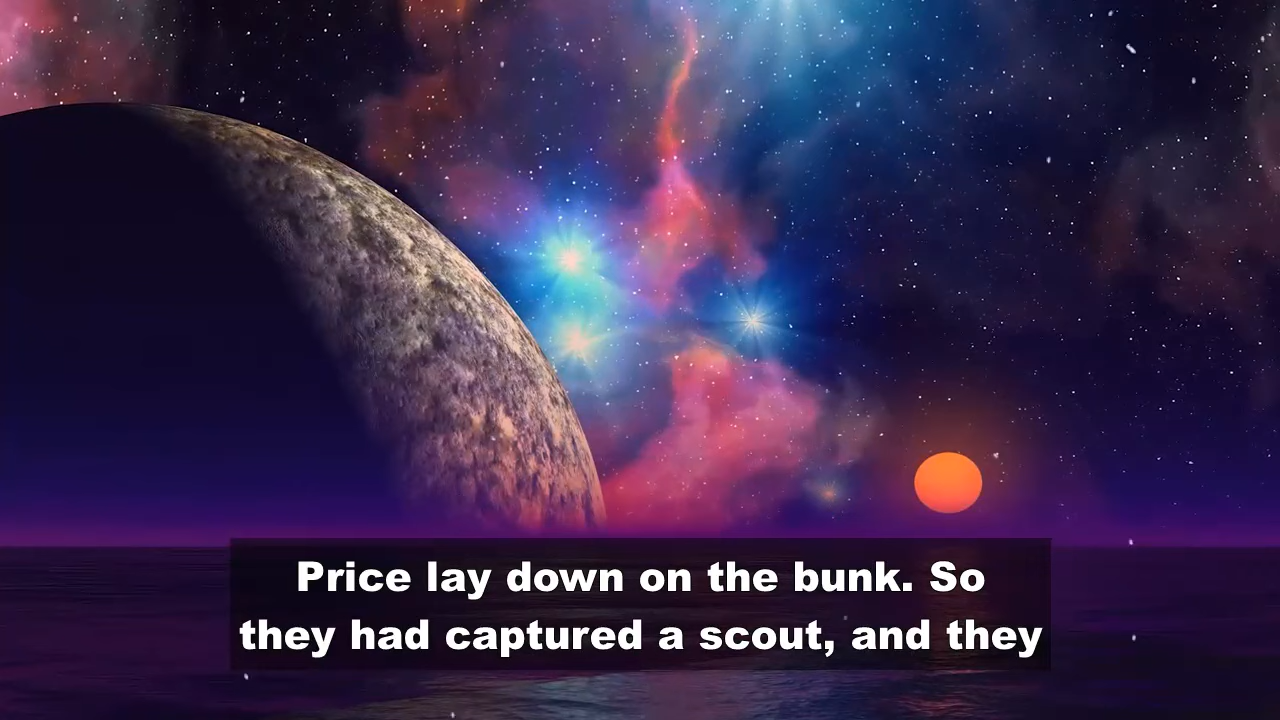 Price lay down on the bunk. So
they had captured a scout, and they